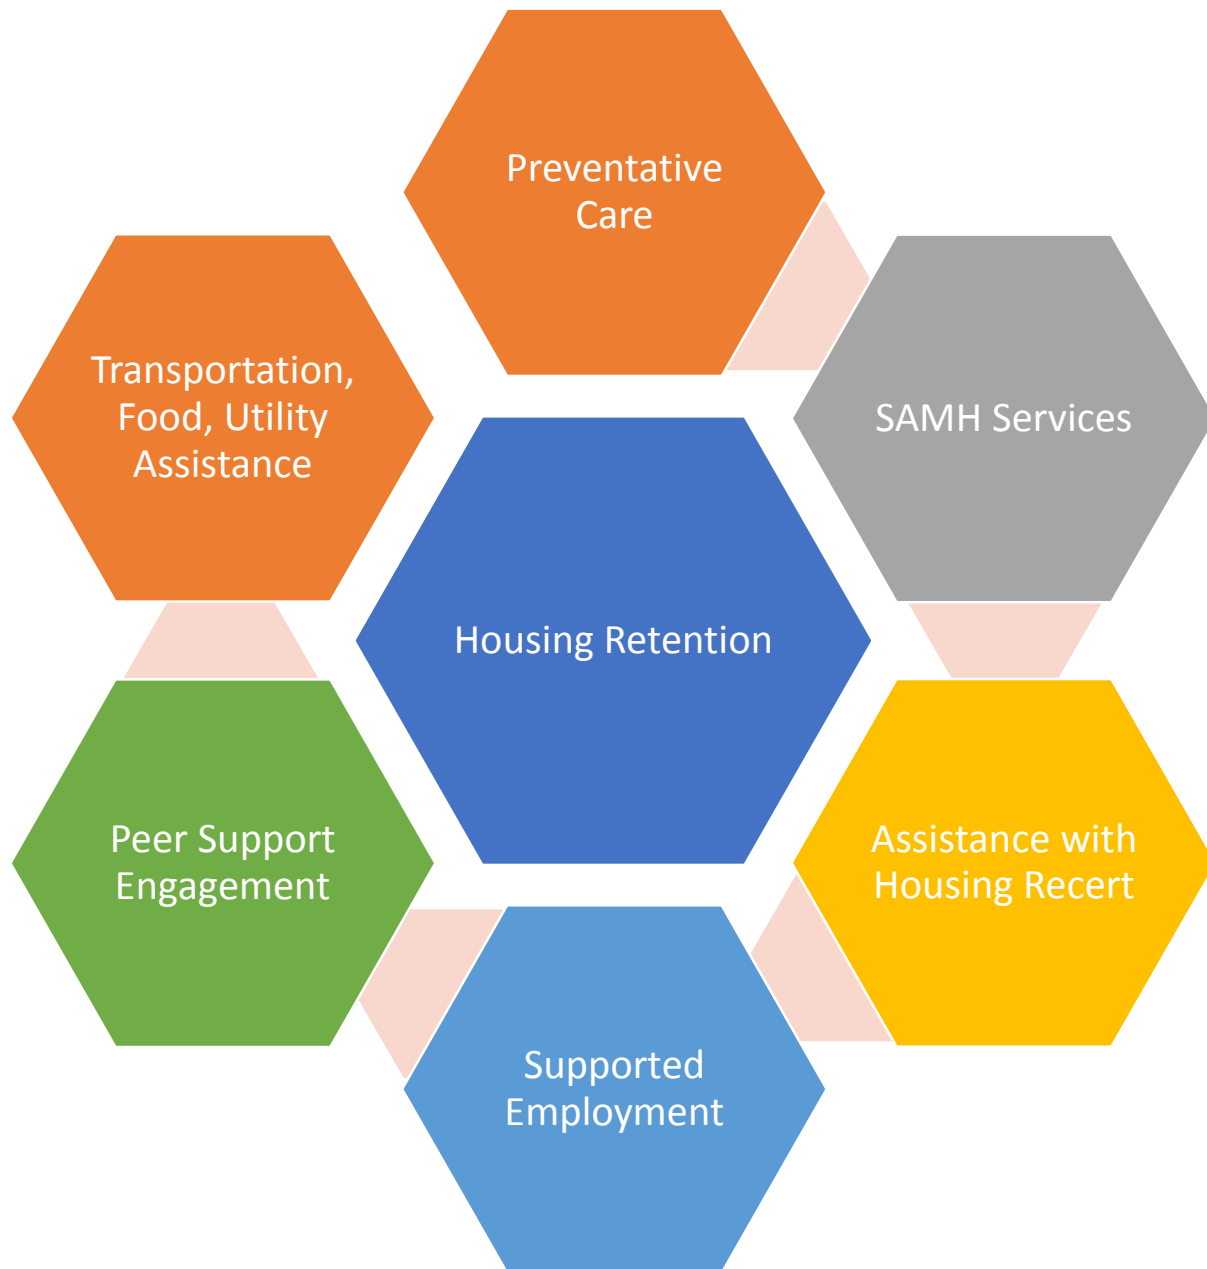 Preventative
Care
Transportation,
Food, Utility
Assistance
SAMH Services
Housing Retention
Peer Support
Engagement
Assistance with
Housing Recert
Supported
Employment